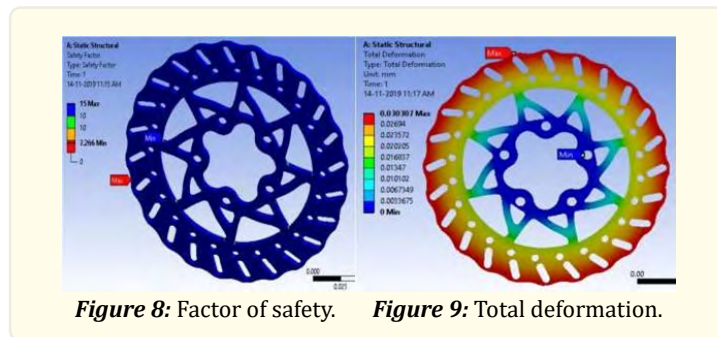 A: Static Structural
Safety Factor
Type: Safety Factor
Time: 1
14-11-2019 11:15 AM
15 Max
10
10
3.266 Min
0
Min
Max
0.000
0.025
A: Static Structural
Total Deformation
Type: Total Deformation
Unit: mm
Time: 1
14-11-2019 11:17 AM
0.030307 Max
0.02694
0.023572
0.020205
0.016837
0.01347
0.010102
0.0067349
0.0033675
0 Min
Max
Min
0.00
Figure 8: Factor of safety.
Figure 9: Total deformation.